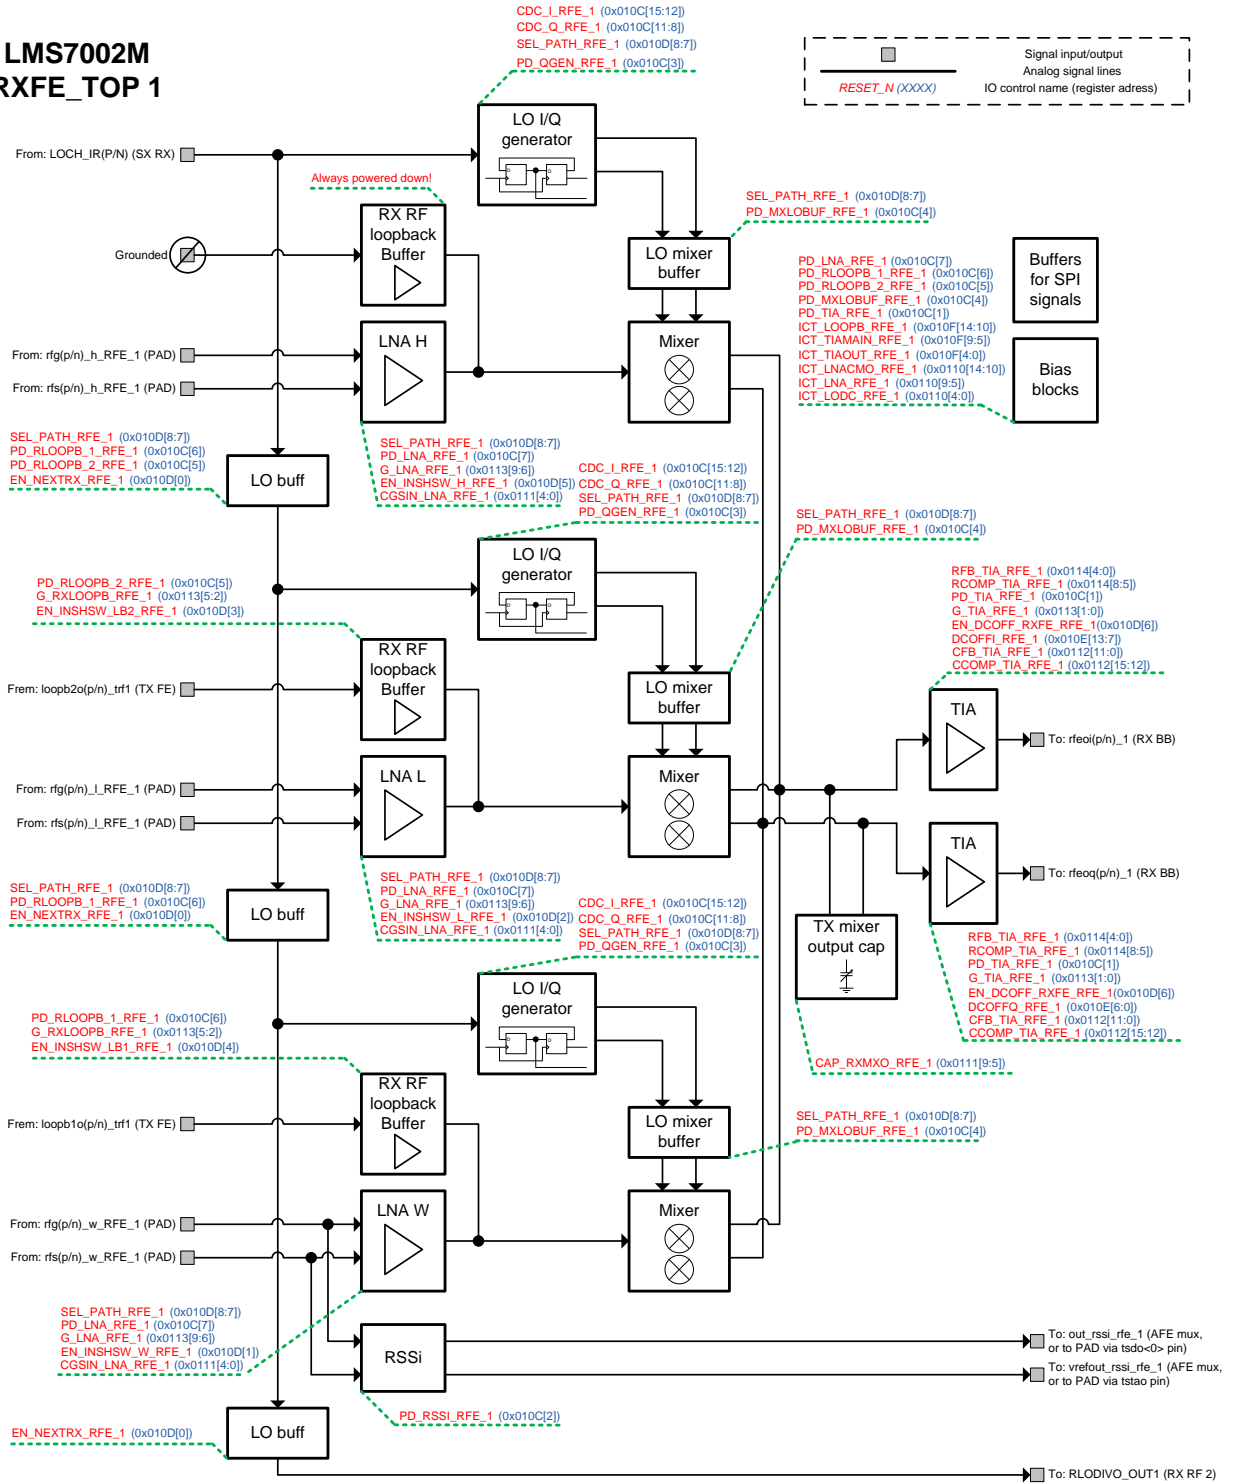 LMS7002M
RXFE_TOP 1
CDC_I_RFE_1 (0x010C[15:12])
CDC_Q_RFE_1 (0x010C[11:8])
SEL_PATH_RFE_1 (0x010D[8:7])
PD_QGEN_RFE_1 (0x010C[3])
Signal input/output
Analog signal lines
RESET_N (XXXX) IO control name (register adress)
LO I/Q
generator
From: LOCH_IR(P/N) (SX RX)
Always powered down!
RX RF
loopback
Buffer
Grounded
SEL_PATH_RFE_1 (0x010D[8:7])
PD_MXLOBUF_RFE_1 (0x010C[4])
LO mixer
buffer
PD_LNA_RFE_1 (0x010C[7])
PD_RLOOPB_1_RFE_1 (0x010C[6])
PD_RLOOPB_2_RFE_1 (0x010C[5])
PD_MXLOBUF_RFE_1 (0x010C[4])
PD_TIA_RFE_1 (0x010C[1])
ICT_LOOPB_RFE_1 (0x010F[14:10])
ICT_TIAMAIN_RFE_1 (0x010F[9:5])
ICT_TIAOUT_RFE_1 (0x010F[4:0])
ICT_LNACMO_RFE_1 (0x0110[14:10])
ICT_LNA_RFE_1 (0x0110[9:5])
ICT_LODC_RFE_1 (0x0110[4:0])
Buffers
for SPI
signals
Bias
blocks
LNA H
Mixer
From: rfg(p/n)_h_RFE_1 (PAD)
From: rfs(p/n)_h_RFE_1 (PAD)
SEL_PATH_RFE_1 (0x010D[8:7])
PD_RLOOPB_1_RFE_1 (0x010C[6])
PD_RLOOPB_2_RFE_1 (0x010C[5])
EN_NEXTRX_RFE_1 (0x010D[0])
LO buff
SEL_PATH_RFE_1 (0x010D[8:7])
PD_LNA_RFE_1 (0x010C[7])
G_LNA_RFE_1 (0x0113[9:6])
EN_INSHSW_H_RFE_1 (0x010D[5])
CGSIN_LNA_RFE_1 (0x0111[4:0])
CDC_I_RFE_1 (0x010C[15:12])
CDC_Q_RFE_1 (0x010C[11:8])
SEL_PATH_RFE_1 (0x010D[8:7])
PD_QGEN_RFE_1 (0x010C[3])
SEL_PATH_RFE_1 (0x010D[8:7])
PD_MXLOBUF_RFE_1 (0x010C[4])
LO I/Q
generator
PD_RLOOPB_2_RFE_1 (0x010C[5])
G_RXLOOPB_RFE_1 (0x0113[5:2])
EN_INSHSW_LB2_RFE_1 (0x010D[3])
RFB_TIA_RFE_1 (0x0114[4:0])
RCOMP_TIA_RFE_1 (0x0114[8:5])
PD_TIA_RFE_1 (0x010C[1])
G_TIA_RFE_1 (0x0113[1:0])
EN_DCOFF_RXFE_RFE_1(0x010D[6])
DCOFFI_RFE_1 (0x010E[13:7])
CFB_TIA_RFE_1 (0x0112[11:0])
CCOMP_TIA_RFE_1 (0x0112[15:12])
RX RF
loopback
Buffer
Frem: loopb2o(p/n)_trf1 (TX FE)
LO mixer
buffer
TIA
To: rfeoi(p/n)_1 (RX BB)
LNA L
Mixer
From: rfg(p/n)_l_RFE_1 (PAD)
From: rfs(p/n)_l_RFE_1 (PAD)
TIA
To: rfeoq(p/n)_1 (RX BB)
SEL_PATH_RFE_1 (0x010D[8:7])
PD_RLOOPB_1_RFE_1 (0x010C[6])
EN_NEXTRX_RFE_1 (0x010D[0])
LO buff
SEL_PATH_RFE_1 (0x010D[8:7])
PD_LNA_RFE_1 (0x010C[7])
G_LNA_RFE_1 (0x0113[9:6])
EN_INSHSW_L_RFE_1 (0x010D[2])
CGSIN_LNA_RFE_1 (0x0111[4:0])
CDC_I_RFE_1 (0x010C[15:12])
CDC_Q_RFE_1 (0x010C[11:8])
SEL_PATH_RFE_1 (0x010D[8:7])
PD_QGEN_RFE_1 (0x010C[3])
TX mixer
output cap
RFB_TIA_RFE_1 (0x0114[4:0])
RCOMP_TIA_RFE_1 (0x0114[8:5])
PD_TIA_RFE_1 (0x010C[1])
G_TIA_RFE_1 (0x0113[1:0])
EN_DCOFF_RXFE_RFE_1(0x010D[6])
DCOFFQ_RFE_1 (0x010E[6:0])
CFB_TIA_RFE_1 (0x0112[11:0])
CCOMP_TIA_RFE_1 (0x0112[15:12])
LO I/Q
generator
PD_RLOOPB_1_RFE_1 (0x010C[6])
G_RXLOOPB_RFE_1 (0x0113[5:2])
EN_INSHSW_LB1_RFE_1 (0x010D[4])
CAP_RXMXO_RFE_1 (0x0111[9:5])
RX RF
loopback
Buffer
Frem: loopb1o(p/n)_trf1 (TX FE)
LO mixer
buffer
SEL_PATH_RFE_1 (0x010D[8:7])
PD_MXLOBUF_RFE_1 (0x010C[4])
LNA W
Mixer
From: rfg(p/n)_w_RFE_1 (PAD)
From: rfs(p/n)_w_RFE_1 (PAD)
SEL_PATH_RFE_1 (0x010D[8:7])
PD_LNA_RFE_1 (0x010C[7])
G_LNA_RFE_1 (0x0113[9:6])
EN_INSHSW_W_RFE_1 (0x010D[1])
CGSIN_LNA_RFE_1 (0x0111[4:0])
RSSi
To: out_rssi_rfe_1 (AFE mux,
or to PAD via tsdo<0> pin)
To: vrefout_rssi_rfe_1 (AFE mux,
or to PAD via tstao pin)
PD_RSSI_RFE_1 (0x010C[2])
EN_NEXTRX_RFE_1 (0x010D[0])
LO buff
To: RLODIVO_OUT1 (RX RF 2)